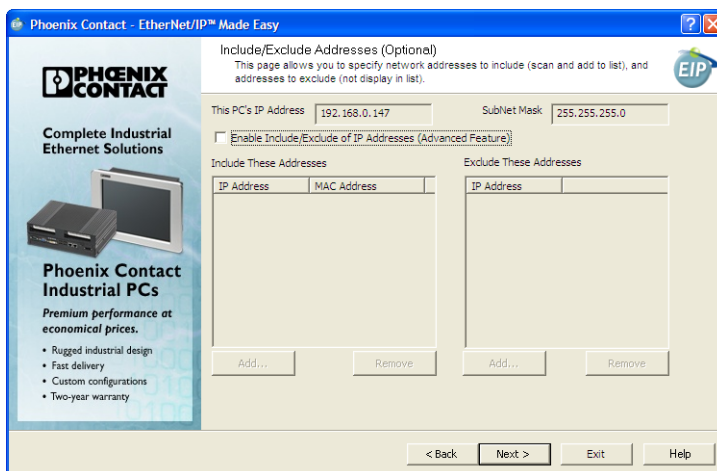 Phoenix Contact - EtherNet/IP™ Made Easy
Include/Exclude Addresses (Optional)
This page allows you to specify network addresses to include (scan and add to list), and
addresses to exclude (not display in list).
EIP
PHŒNIX
CONTACT
Complete Industrial
Ethernet Solutions
Phoenix Contact
Industrial PCs
Premium performance at
economical prices.
• Rugged industrial design
• Fast delivery
• Custom configurations
• Two-year warranty
This PC's IP Address 192.168.0.147 SubNet Mask 255.255.255.0
Enable Include/Exclude of IP Addresses (Advanced Feature)
Include These Addresses Exclude These Addresses
IP Address MAC Address IP Address
Add... Remove Add... Remove
< Back Next > Exit Help